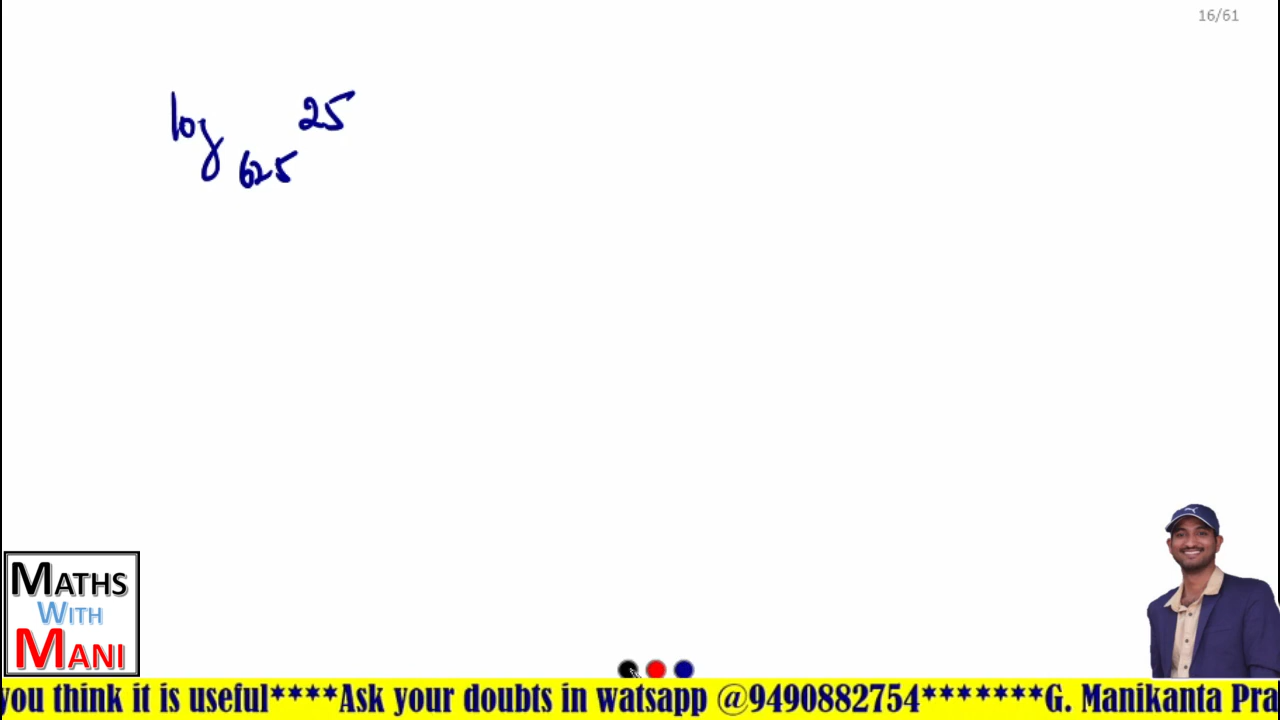 16/61
log 625 25
MATHS
WITH
MANI
you think it is useful****Ask your doubts in watsapp @9490882754*******G. Manikanta Pra